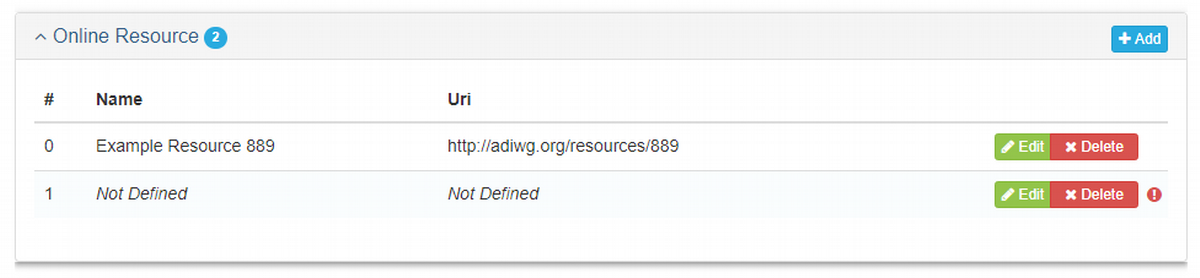 Online Resource 2
+ Add
# Name Uri
0 Example Resource 889 http://adiwg.org/resources/889 Edit Delete
1 Not Defined Not Defined Edit Delete